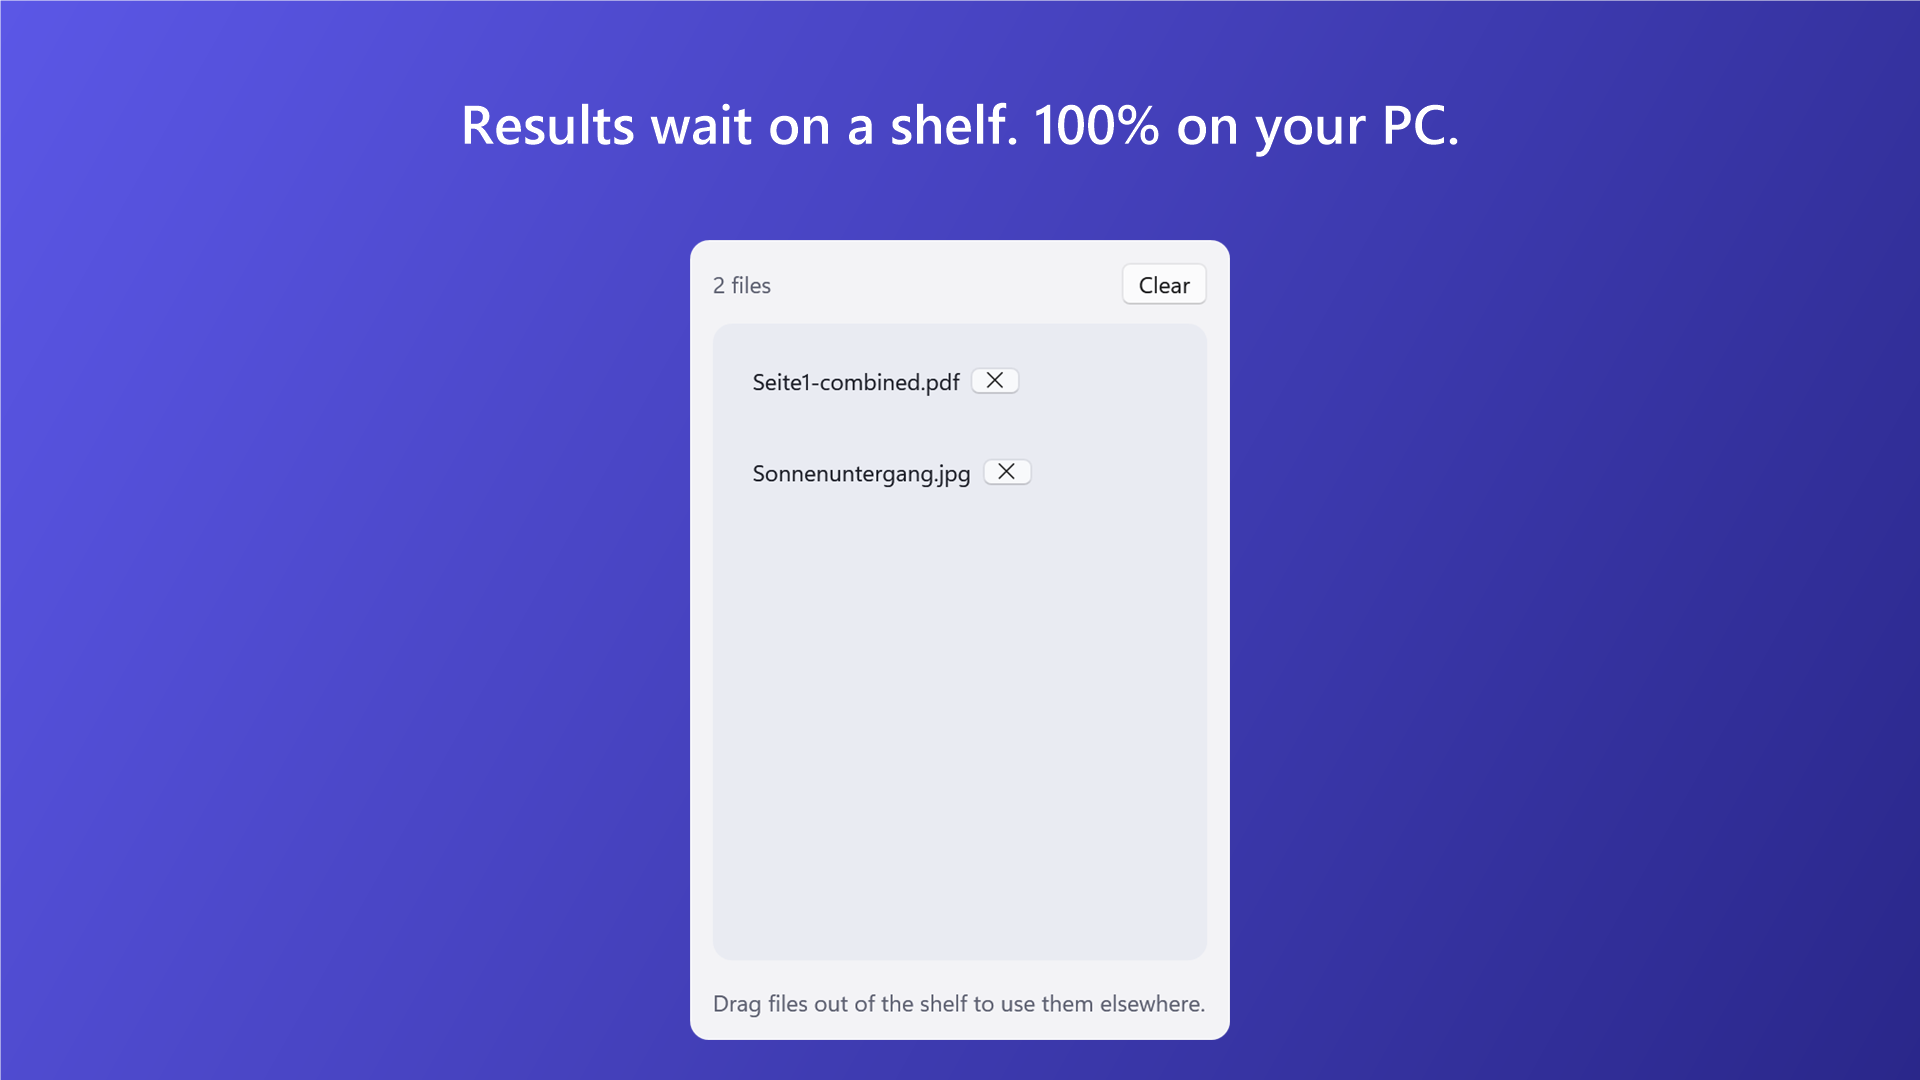 Results wait on a shelf. 100% on your PC.
2 files
Clear
Seite1-combined.pdf
Sonnenuntergang.jpg
Drag files out of the shelf to use them elsewhere.